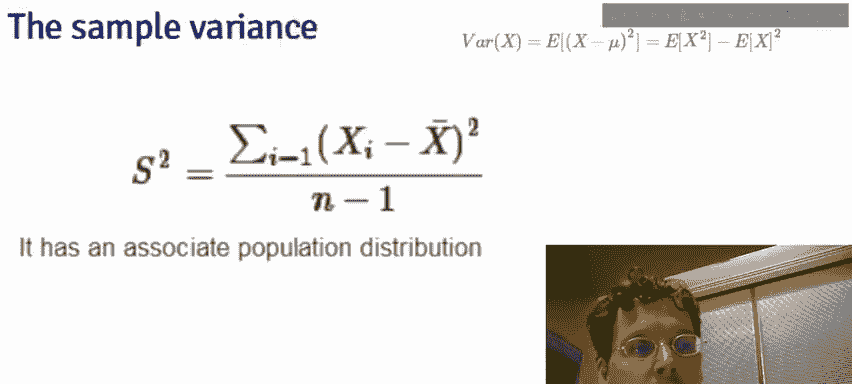 The sample variance
Var(X) = E[(X − μ)²] = E[X²] − E[X]²
S² = ∑i−1(Xi − X̄)² / n − 1
It has an associate population distribution